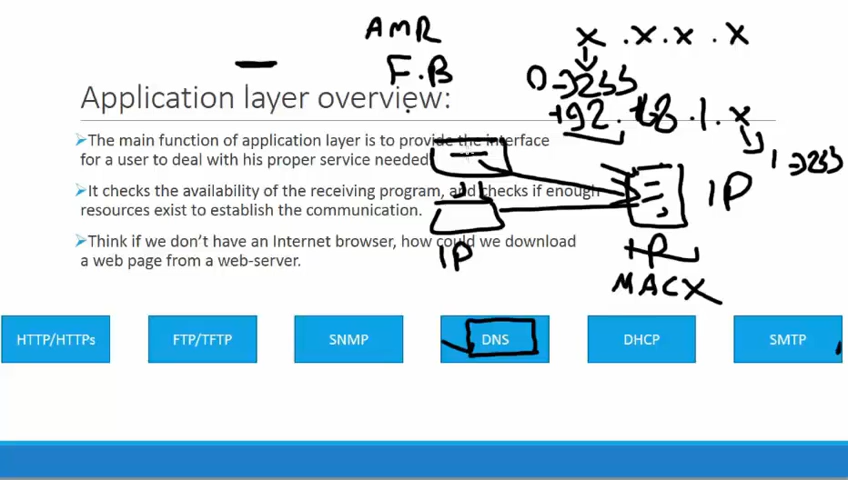 AMR
F.B
x . x . x . x
0→255
192.168.1.x
1→255
Application layer overview:
The main function of application layer is to provide the interface
for a user to deal with his proper service needed
It checks the availability of the receiving program, and checks if enough
resources exist to establish the communication.
Think if we don't have an Internet browser, how could we download
a web page from a web-server.
IP
IP
IP
MAC X
HTTP/HTTPs
FTP/TFTP
SNMP
DNS
DHCP
SMTP